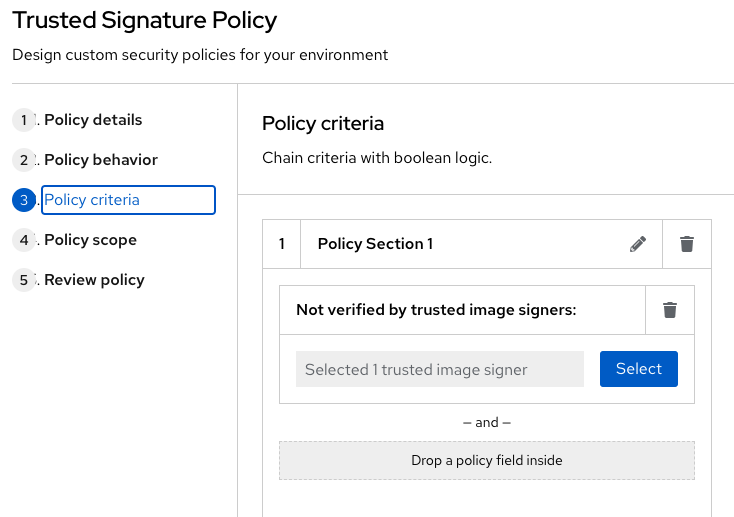 Trusted Signature Policy
Design custom security policies for your environment
1 Policy details
2 Policy behavior
3 Policy criteria
4 Policy scope
5 Review policy
Policy criteria
Chain criteria with boolean logic.
1 Policy Section 1
Not verified by trusted image signers:
Selected 1 trusted image signer Select
— and —
Drop a policy field inside